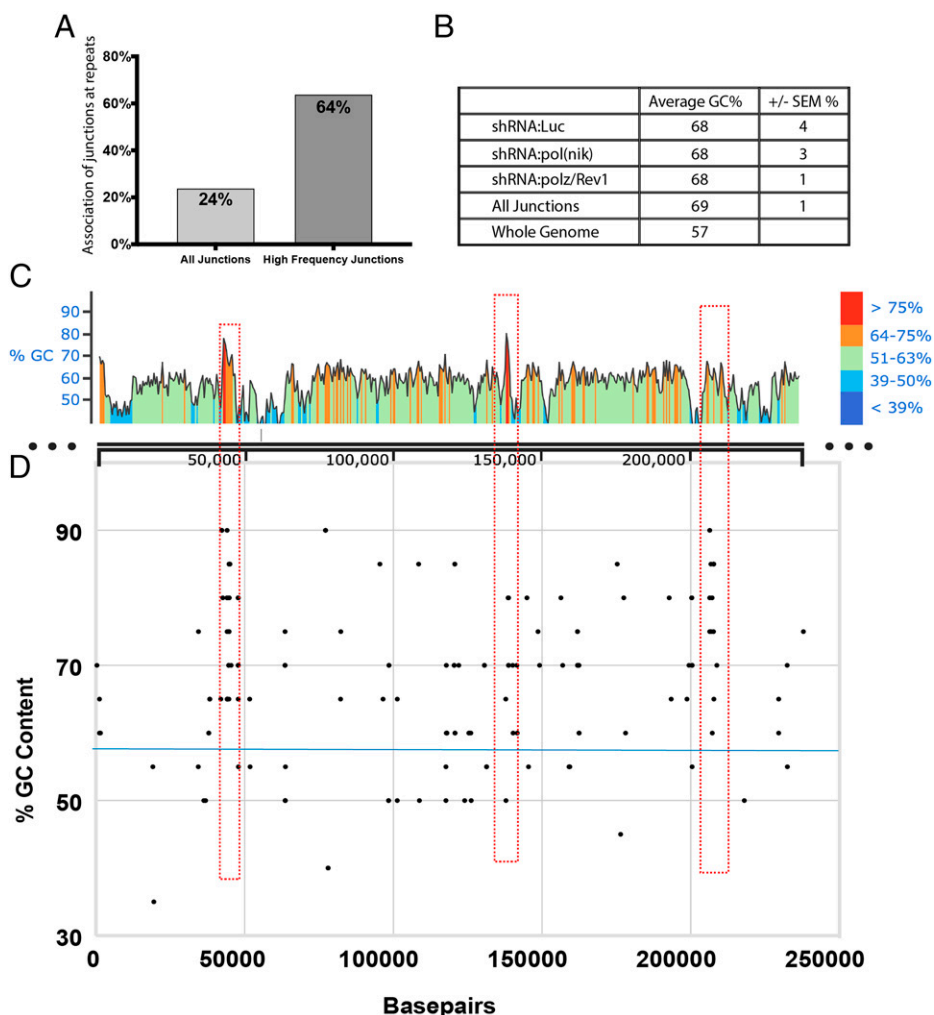 A
Association of junctions at repeats
80%
60%
40%
20%
0%
24%
64%
All Junctions High Frequency Junctions
B
Average GC% +/- SEM %
shRNA:Luc 68 4
shRNA:pol(nik) 68 3
shRNA:polz/Rev1 68 1
All Junctions 69 1
Whole Genome 57
C
% GC
90
80
70
60
50
> 75%
64-75%
51-63%
39-50%
< 39%
50,000 100,000 150,000 200,000
D
% GC Content
90
70
50
30
0 50000 100000 150000 200000 250000
Basepairs